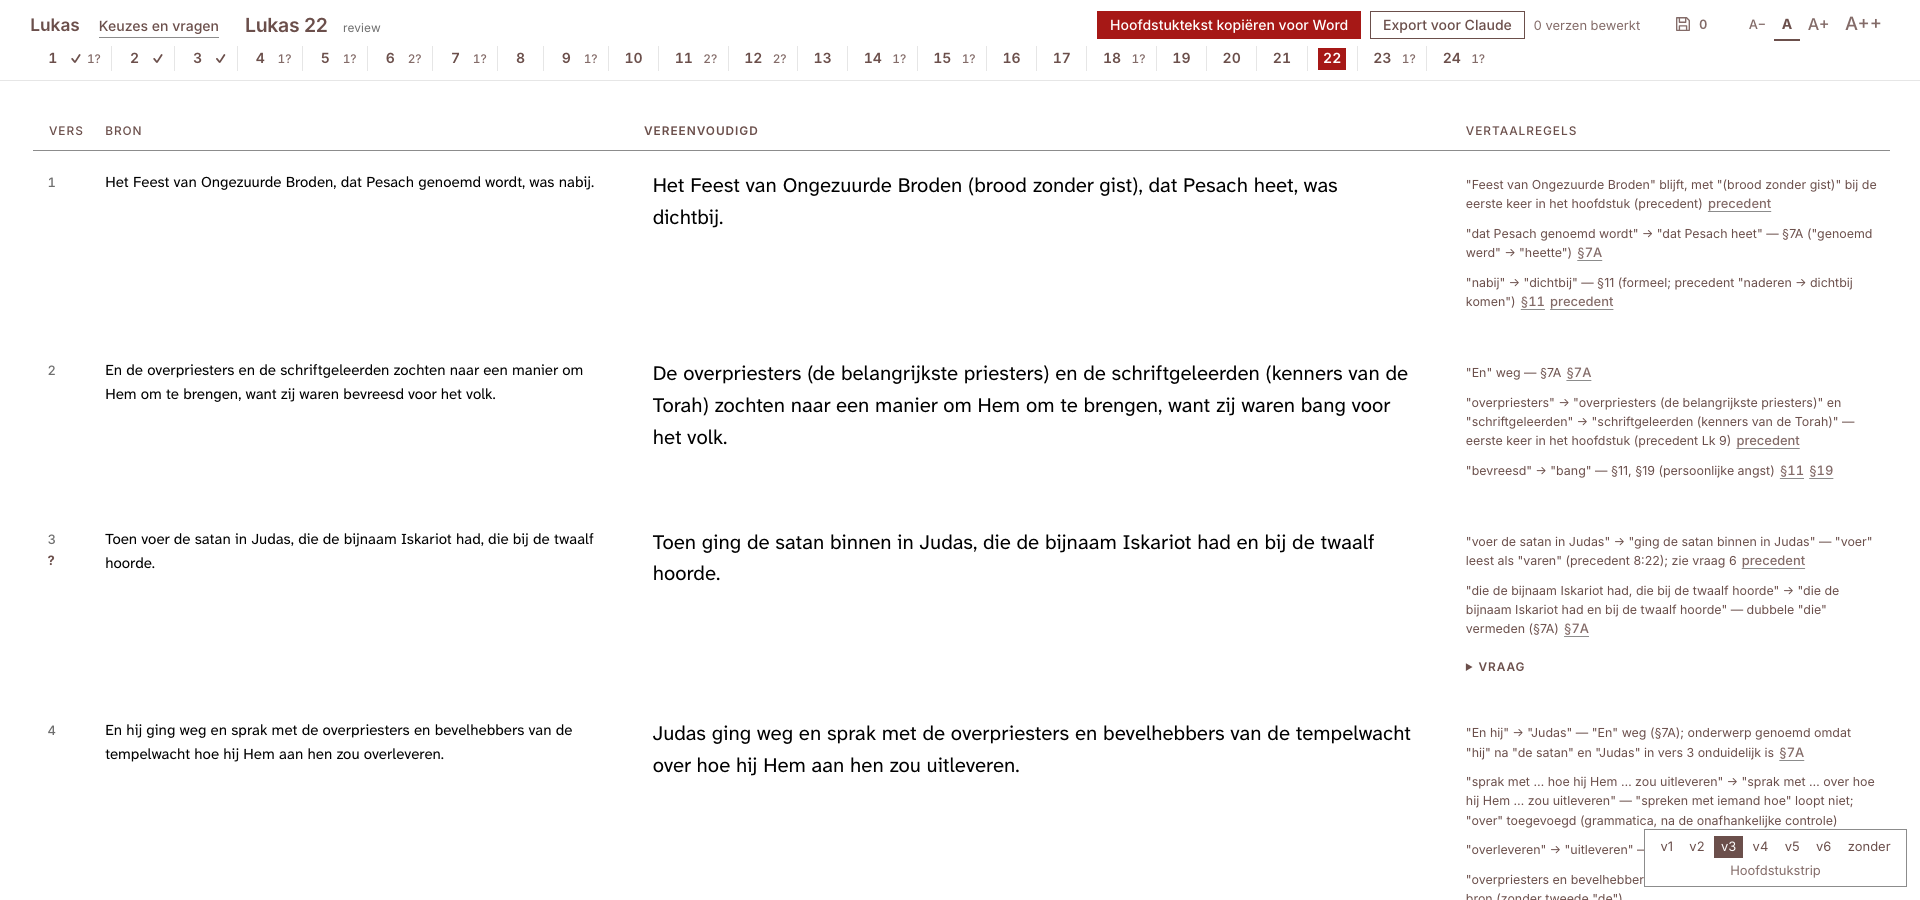 Lukas Keuzes en vragen Lukas 22 review Hoofdstuktekst kopiëren voor Word Export voor Claude 0 verzen bewerkt 0 A− A A+ A++
1 ✓ 1? 2 ✓ 3 ✓ 4 1? 5 1? 6 2? 7 1? 8 9 1? 10 11 2? 12 2? 13 14 1? 15 1? 16 17 18 1? 19 20 21 22 23 1? 24 1?
VERS BRON VEREENVOUDIGD VERTAALREGELS
1
Het Feest van Ongezuurde Broden, dat Pesach genoemd wordt, was nabij.
Het Feest van Ongezuurde Broden (brood zonder gist), dat Pesach heet, was
dichtbij.
"Feest van Ongezuurde Broden" blijft, met "(brood zonder gist)" bij de
eerste keer in het hoofdstuk (precedent) precedent
"dat Pesach genoemd wordt" → "dat Pesach heet" — §7A ("genoemd
werd" → "heette") §7A
"nabij" → "dichtbij" — §11 (formeel; precedent "naderen → dichtbij
komen") §11 precedent
2
En de overpriesters en de schriftgeleerden zochten naar een manier om
Hem om te brengen, want zij waren bevreesd voor het volk.
De overpriesters (de belangrijkste priesters) en de schriftgeleerden (kenners van de
Torah) zochten naar een manier om Hem om te brengen, want zij waren bang voor
het volk.
"En" weg — §7A §7A
"overpriesters" → "overpriesters (de belangrijkste priesters)" en
"schriftgeleerden" → "schriftgeleerden (kenners van de Torah)" —
eerste keer in het hoofdstuk (precedent Lk 9) precedent
"bevreesd" → "bang" — §11, §19 (persoonlijke angst) §11 §19
3
?
Toen voer de satan in Judas, die de bijnaam Iskariot had, die bij de twaalf
hoorde.
Toen ging de satan binnen in Judas, die de bijnaam Iskariot had en bij de twaalf
hoorde.
"voer de satan in Judas" → "ging de satan binnen in Judas" — "voer"
leest als "varen" (precedent 8:22); zie vraag 6 precedent
"die de bijnaam Iskariot had, die bij de twaalf hoorde" → "die de
bijnaam Iskariot had en bij de twaalf hoorde" — dubbele "die"
vermeden (§7A) §7A
▶ VRAAG
4
En hij ging weg en sprak met de overpriesters en bevelhebbers van de
tempelwacht hoe hij Hem aan hen zou overleveren.
Judas ging weg en sprak met de overpriesters en bevelhebbers van de tempelwacht
over hoe hij Hem aan hen zou uitleveren.
"En hij" → "Judas" — "En" weg (§7A); onderwerp genoemd omdat
"hij" na "de satan" en "Judas" in vers 3 onduidelijk is §7A
"sprak met … hoe hij Hem … zou uitleveren" → "sprak met … over hoe
hij Hem … zou uitleveren" — "spreken met iemand hoe" loopt niet;
"over" toegevoegd (grammatica, na de onafhankelijke controle)
"overleveren" → "uitleveren" —
"overpriesters en bevelhebber
bron (zonder tweede "de")
v1 v2 v3 v4 v5 v6 zonder
Hoofdstukstrip